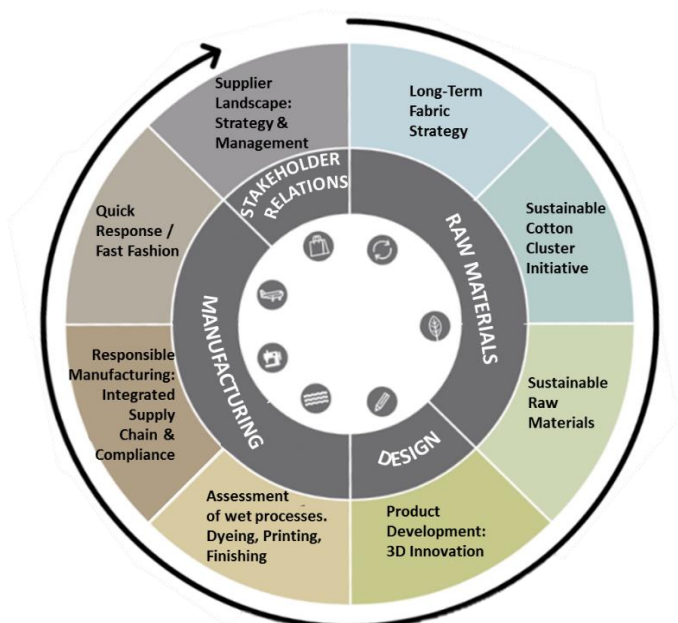 Long-Term
Fabric
Strategy
Sustainable
Cotton
Cluster
Initiative
Sustainable
Raw
Materials
Product
Development:
3D Innovation
Assessment
of wet processes.
Dyeing, Printing,
Finishing
Responsible
Manufacturing:
Integrated
Supply
Chain &
Compliance
Quick
Response /
Fast Fashion
Supplier
Landscape:
Strategy &
Management
RAW MATERIALS
DESIGN
MANUFACTURING
STAKEHOLDER
RELATIONS